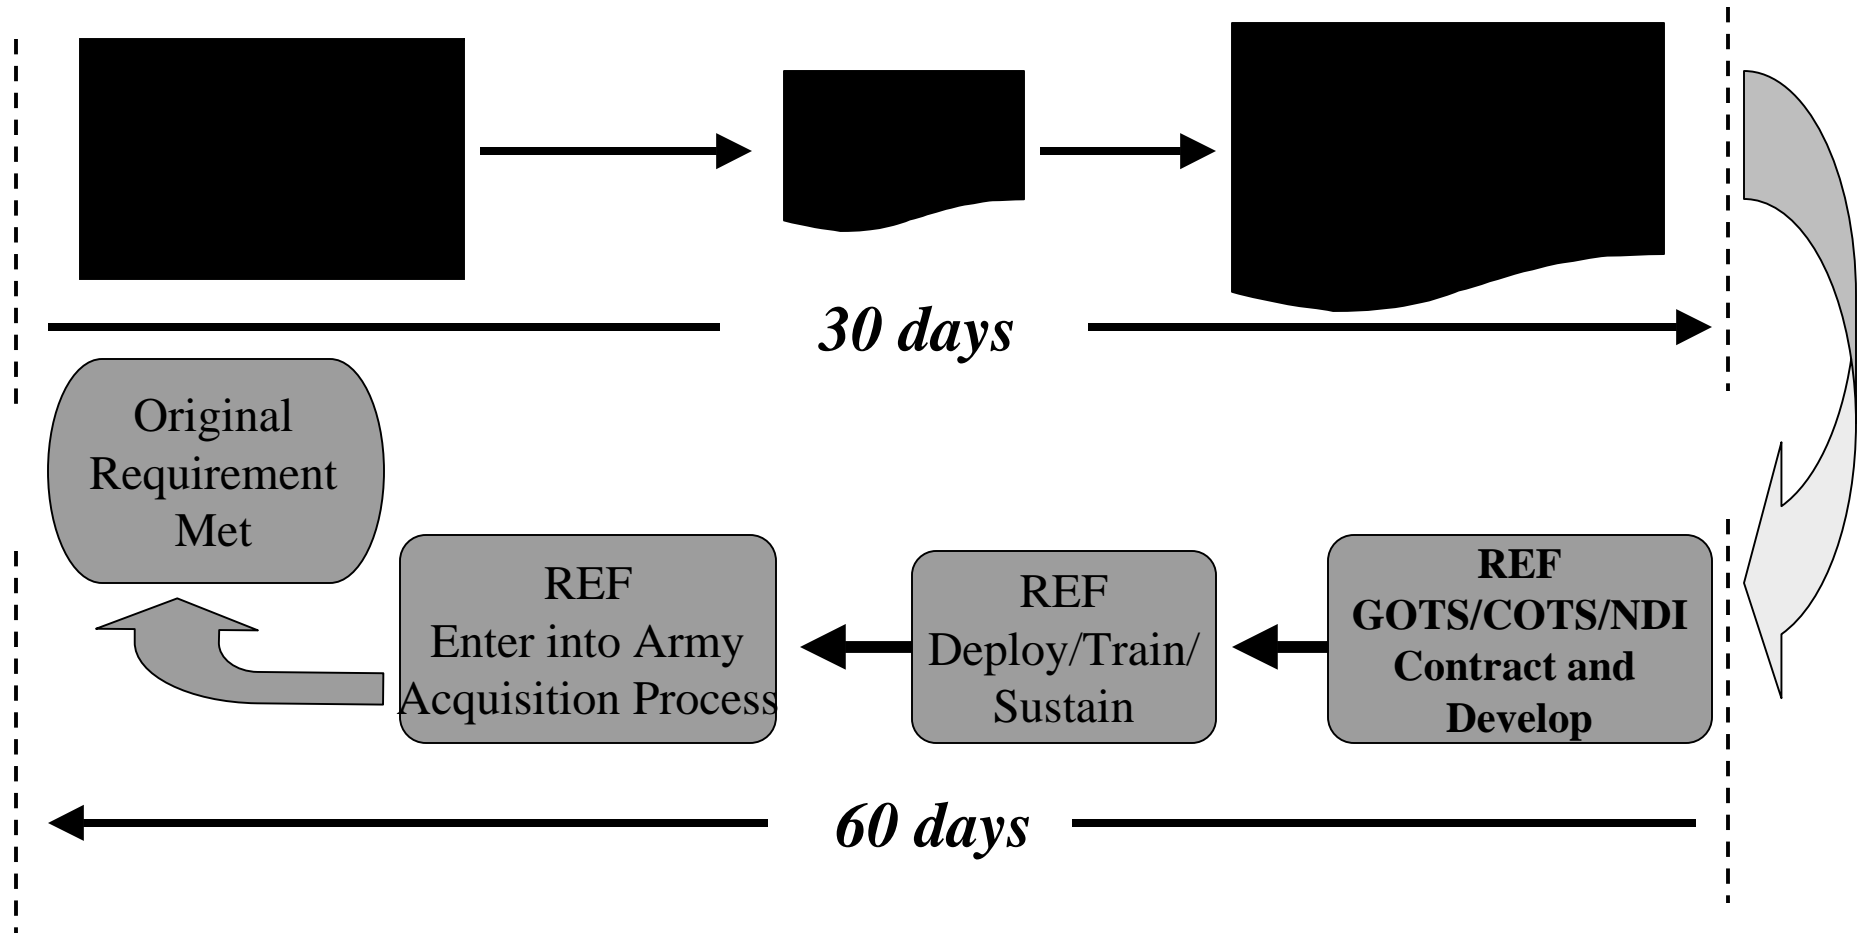 30 days
Original
Requirement
Met
REF
Enter into Army
Acquisition Process
REF
Deploy/Train/
Sustain
REF
GOTS/COTS/NDI
Contract and
Develop
60 days